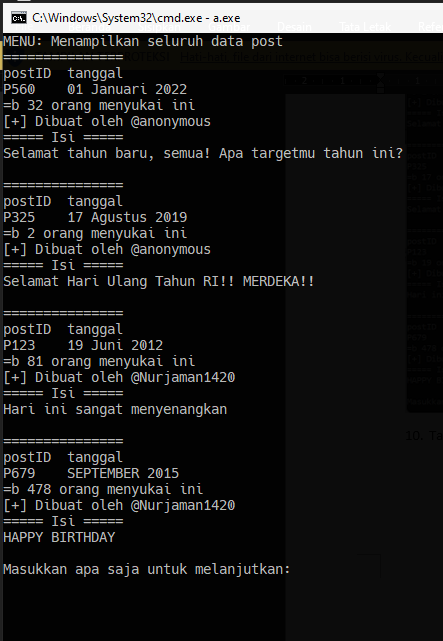 C:\Windows\System32\cmd.exe - a.exe
MENU: Menampilkan seluruh data post
===============
postID  tanggal
P560    01 Januari 2022
=b 32 orang menyukai ini
[+] Dibuat oleh @anonymous
===== Isi =====
Selamat tahun baru, semua! Apa targetmu tahun ini?
===============
postID  tanggal
P325    17 Agustus 2019
=b 2 orang menyukai ini
[+] Dibuat oleh @anonymous
===== Isi =====
Selamat Hari Ulang Tahun RI!! MERDEKA!!
===============
postID  tanggal
P123    19 Juni 2012
=b 81 orang menyukai ini
[+] Dibuat oleh @Nurjaman1420
===== Isi =====
Hari ini sangat menyenangkan
===============
postID  tanggal
P679    SEPTEMBER 2015
=b 478 orang menyukai ini
[+] Dibuat oleh @Nurjaman1420
===== Isi =====
HAPPY BIRTHDAY
Masukkan apa saja untuk melanjutkan: